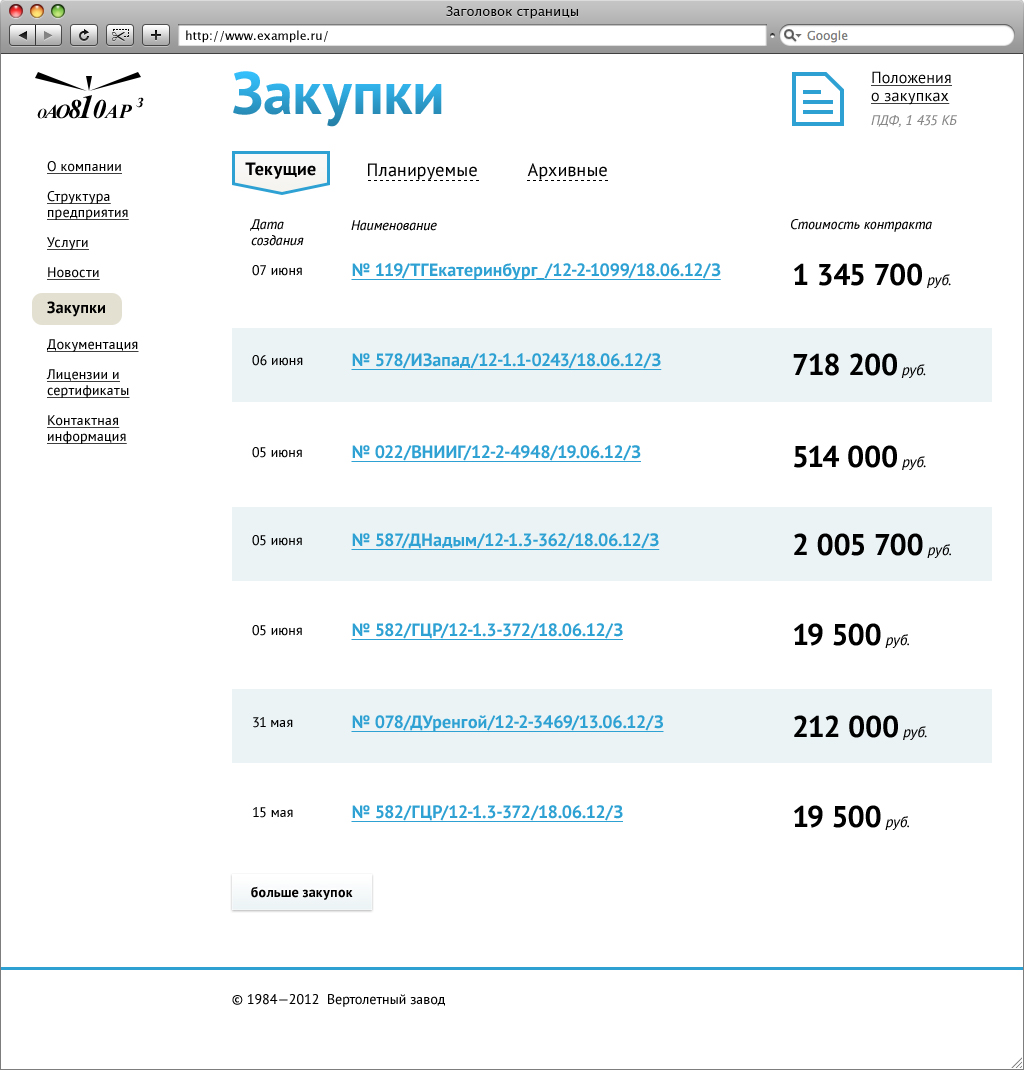 Заголовок страницы
http://www.example.ru/
Google
оАО810АР 3
Закупки
Положения
о закупках
ПДФ, 1 435 КБ
О компании
Структура
предприятия
Услуги
Новости
Закупки
Документация
Лицензии и
сертификаты
Контактная
информация
Текущие Планируемые Архивные
Дата
создания
Наименование
Стоимость контракта
07 июня № 119/ТГЕкатеринбург_/12-2-1099/18.06.12/З 1 345 700 руб.
06 июня № 578/ИЗапад/12-1.1-0243/18.06.12/З 718 200 руб.
05 июня № 022/ВНИИГ/12-2-4948/19.06.12/З 514 000 руб.
05 июня № 587/ДНадым/12-1.3-362/18.06.12/З 2 005 700 руб.
05 июня № 582/ГЦР/12-1.3-372/18.06.12/З 19 500 руб.
31 мая № 078/ДУренгой/12-2-3469/13.06.12/З 212 000 руб.
15 мая № 582/ГЦР/12-1.3-372/18.06.12/З 19 500 руб.
больше закупок
© 1984—2012 Вертолетный завод